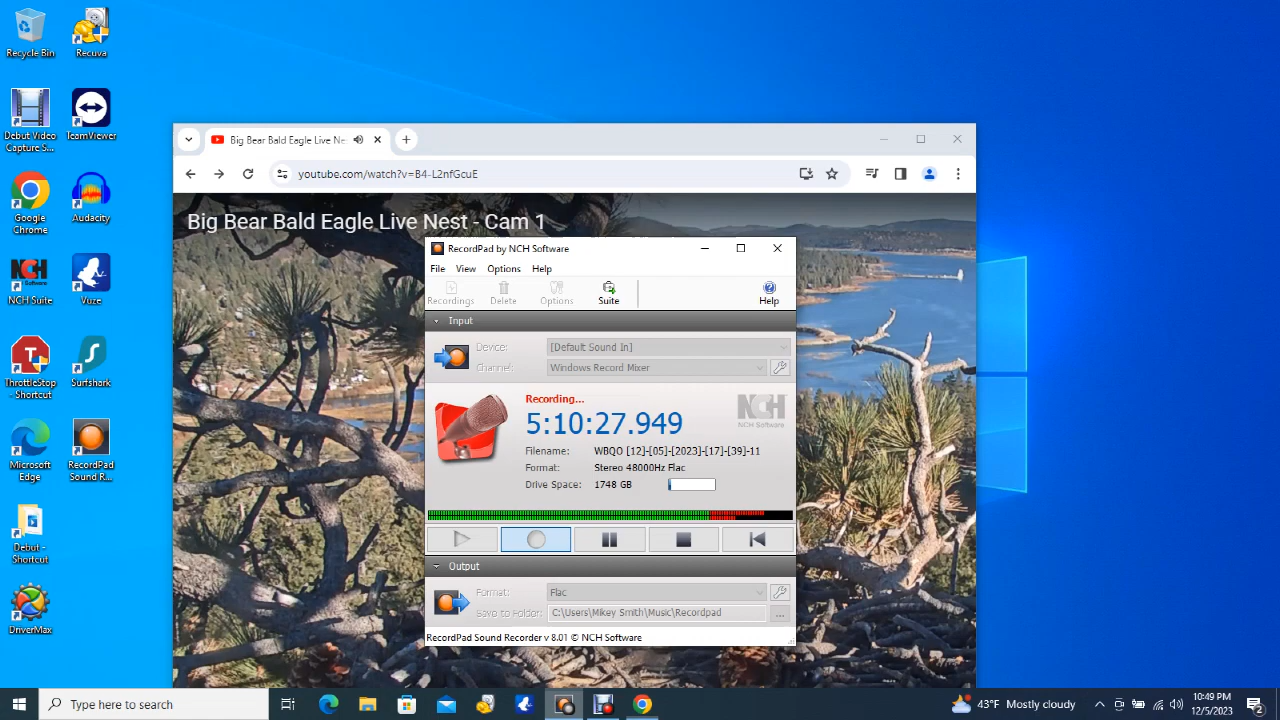 Recycle Bin
Recuva
Debut Video
Capture S...
TeamViewer
Google
Chrome
Audacity
NCH Suite
Vuze
ThrottleStop
- Shortcut
Surfshark
Microsoft
Edge
RecordPad
Sound R...
Debut -
Shortcut
DriverMax
Big Bear Bald Eagle Live Ne
youtube.com/watch?v=B4-L2nfGcuE
Big Bear Bald Eagle Live Nest - Cam 1
RecordPad by NCH Software
File View Options Help
Recordings Delete Options Suite Help
Input
Device: [Default Sound In]
Channel: Windows Record Mixer
Recording...
5:10:27.949
NCH
NCH Software
Filename: WBQO [12]-[05]-[2023]-[17]-[39]-11
Format: Stereo 48000Hz Flac
Drive Space: 1748 GB
Output
Format: Flac
Save to Folder: C:\Users\Mikey Smith\Music\Recordpad ...
RecordPad Sound Recorder v 8.01 © NCH Software
Type here to search
43°F Mostly cloudy
10:49 PM
12/5/2023
2